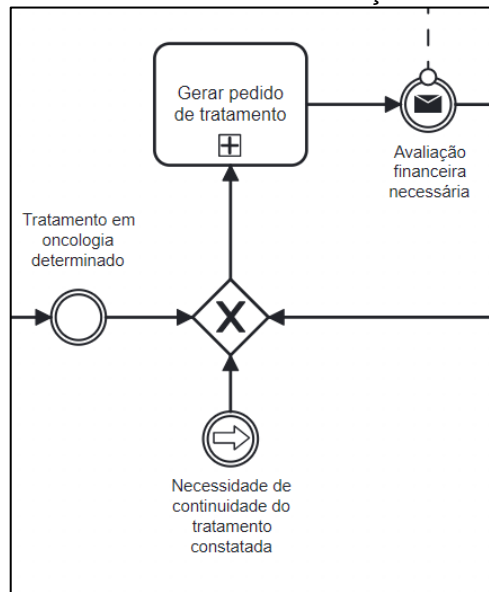 Gerar pedido
de tratamento
Avaliação
financeira
necessária
Tratamento em
oncologia
determinado
X
Necessidade de
continuidade do
tratamento
constatada